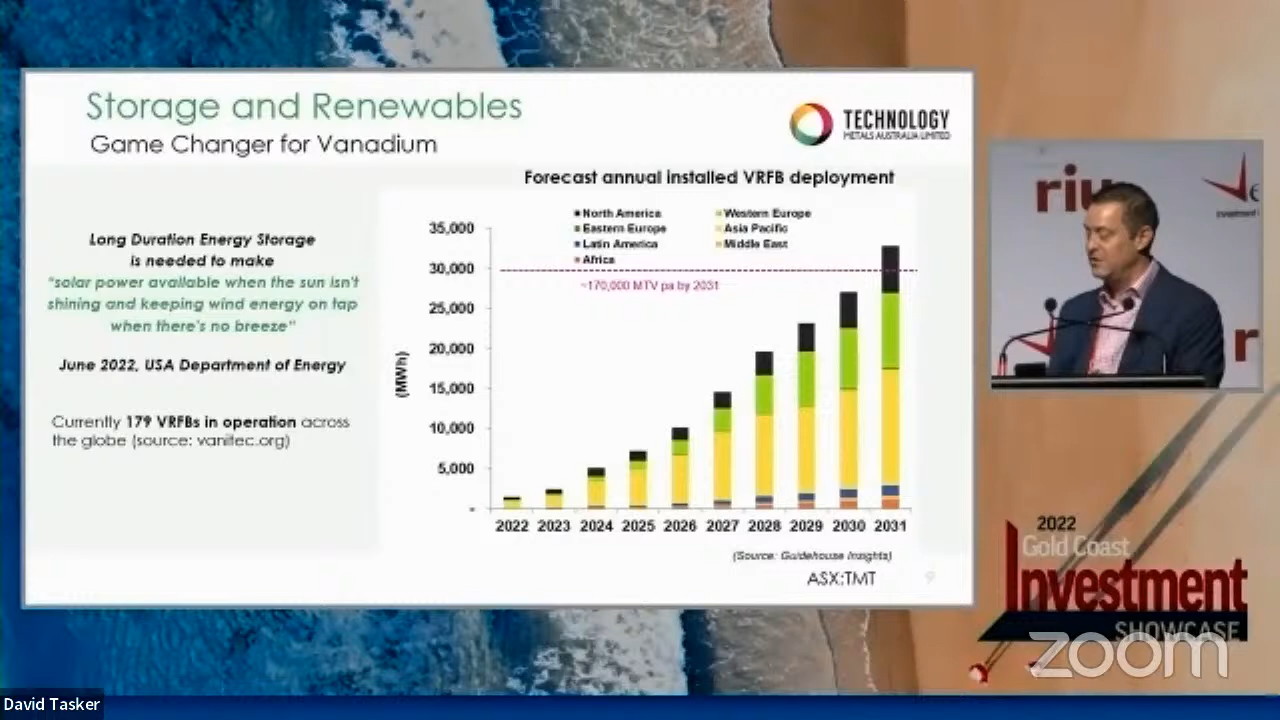 Storage and Renewables
Game Changer for Vanadium
TECHNOLOGY
METALS AUSTRALIA LIMITED
Long Duration Energy Storage
is needed to make
"solar power available when the sun isn't
shining and keeping wind energy on tap
when there's no breeze"
June 2022, USA Department of Energy
Currently 179 VRFBs in operation across
the globe (source: vanitec.org)
Forecast annual installed VRFB deployment
North America Western Europe
Eastern Europe Asia Pacific
Latin America Middle East
Africa
~170,000 MTV pa by 2031
(MWh)
35,000
30,000
25,000
20,000
15,000
10,000
5,000
-
2022 2023 2024 2025 2026 2027 2028 2029 2030 2031
(Source: Guidehouse Insights)
ASX:TMT
9
riu
2022
Gold Coast
Investment
SHOWCASE
zoom
David Tasker